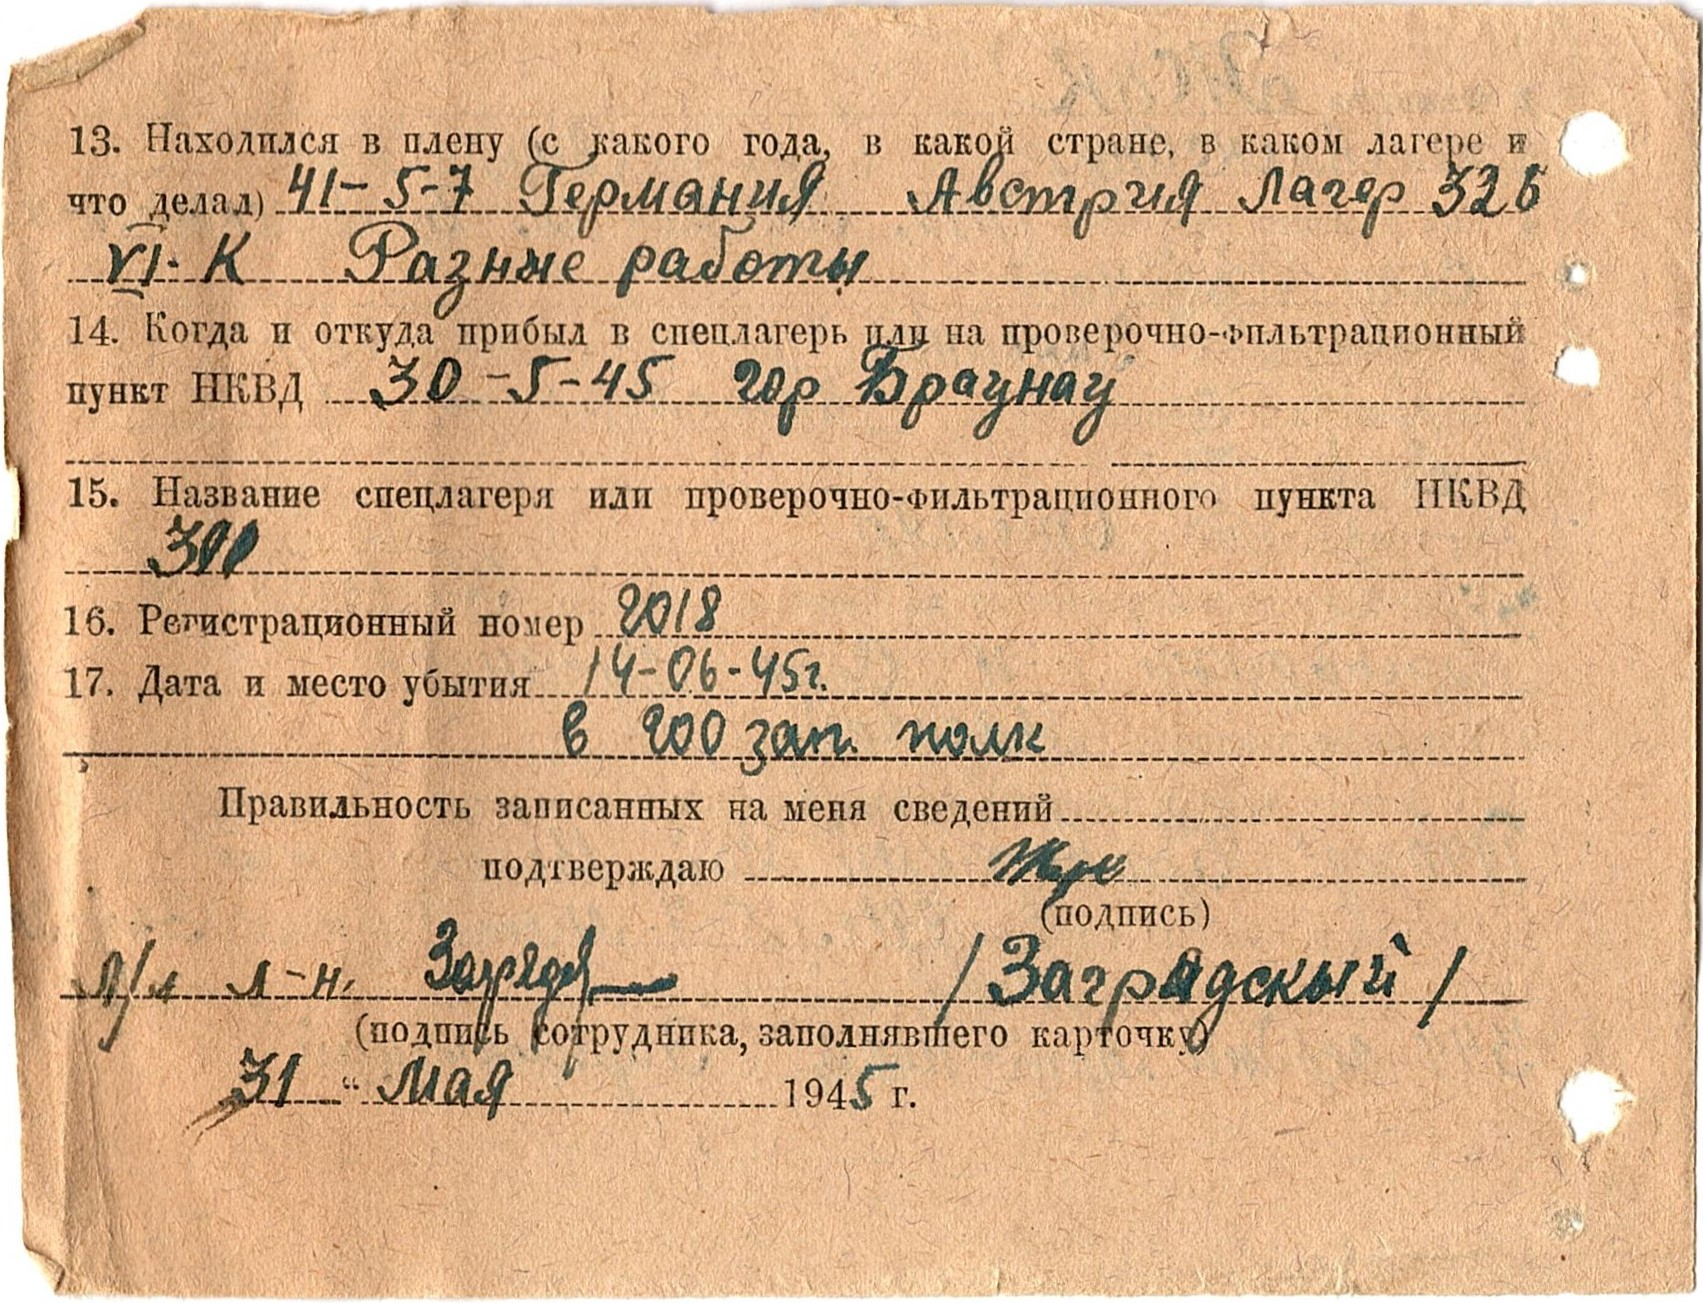 13. Находился в плену (с какого года, в какой стране, в каком лагере и
что делал) 41-5-7 Германия Австрия Лагер 326
VI-К Разные работы
14. Когда и откуда прибыл в спецлагерь или на проверочно-фильтрационный
пункт НКВД 30-5-45 гор Браунау
15. Название спецлагеря или проверочно-фильтрационного пункта НКВД
300
16. Регистрационный номер 2018
17. Дата и место убытия 14-06-45г.
в 200 зап. полк
Правильность записанных на меня сведений
подтверждаю
(подпись)
л-н. /Заградский/
(подпись сотрудника, заполнявшего карточку)
31 " Мая 1945 г.